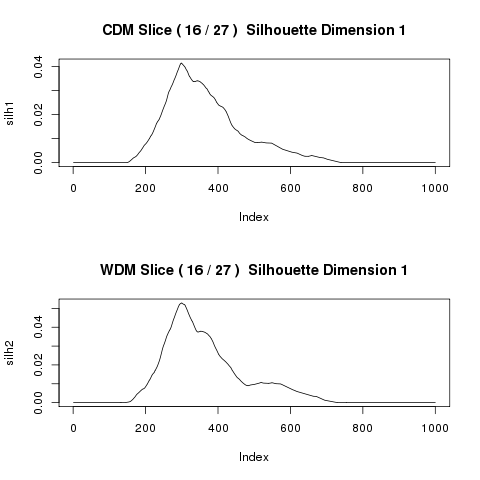 CDM Slice ( 16 / 27 )  Silhouette Dimension 1
silh1
0.04
0.02
0.00
0 200 400 600 800 1000
Index
WDM Slice ( 16 / 27 )  Silhouette Dimension 1
silh2
0.04
0.02
0.00
0 200 400 600 800 1000
Index